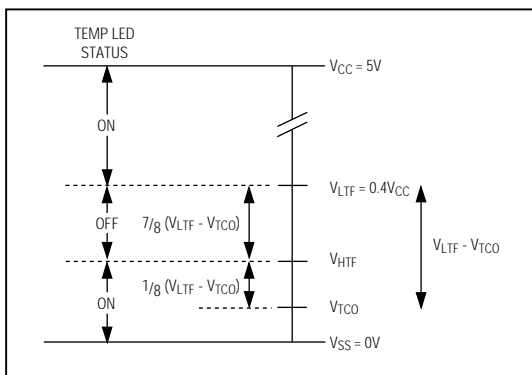 TEMP LED
STATUS
VCC = 5V
ON
VLTF = 0.4VCC
OFF
7/8 (VLTF - VTCO)
VLTF - VTCO
VHTF
1/8 (VLTF - VTCO)
ON
VTCO
VSS = 0V